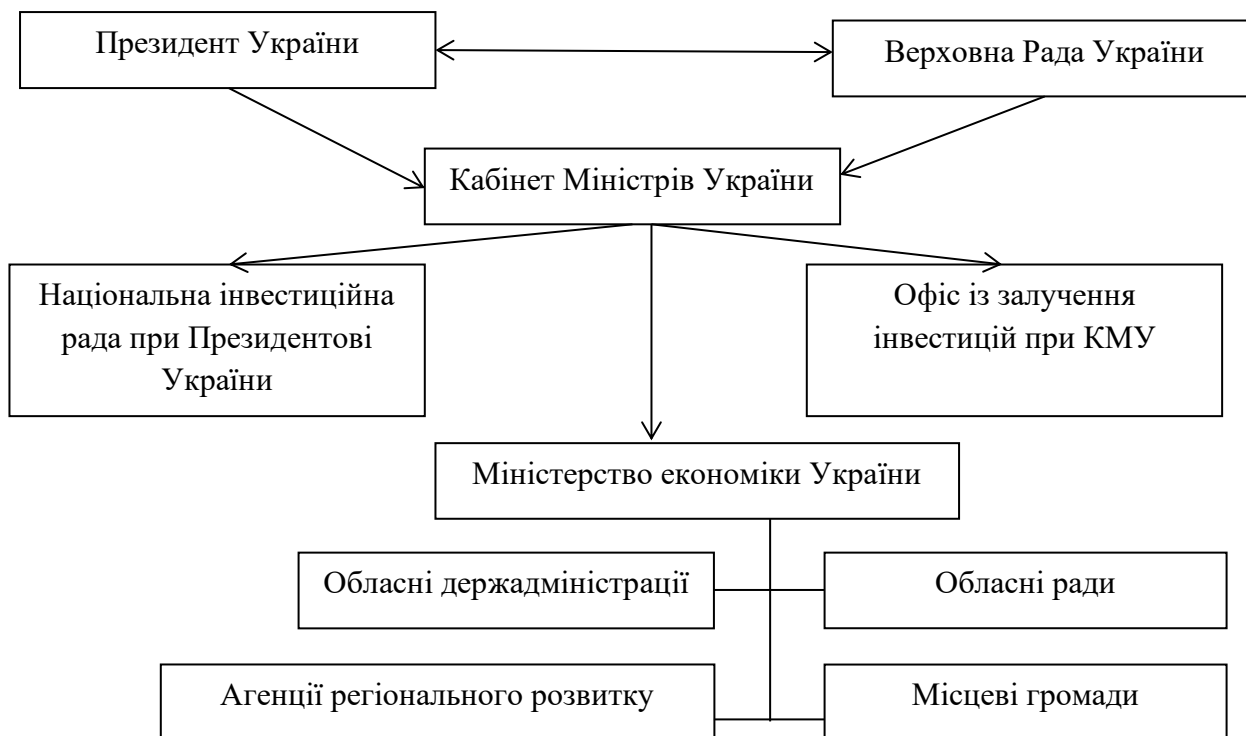 Президент України
Верховна Рада України
Кабінет Міністрів України
Національна інвестиційна
рада при Президентові
України
Офіс із залучення
інвестицій при КМУ
Міністерство економіки України
Обласні держадміністрації
Обласні ради
Агенції регіонального розвитку
Місцеві громади